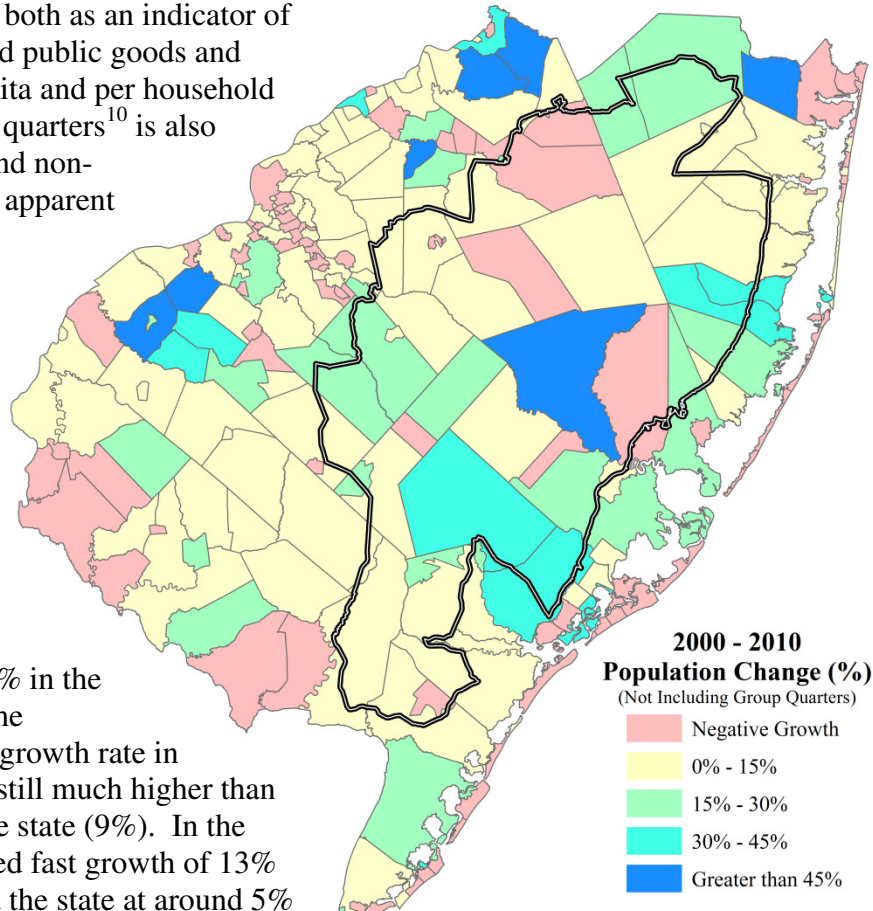 both as an indicator of
d public goods and
ita and per household
quarters10 is also
nd non-
apparent
% in the
ne
growth rate in
still much higher than
e state (9%).  In the
ed fast growth of 13%
d the state at around 5%
2000 - 2010
Population Change (%)
(Not Including Group Quarters)
Negative Growth
0% - 15%
15% - 30%
30% - 45%
Greater than 45%